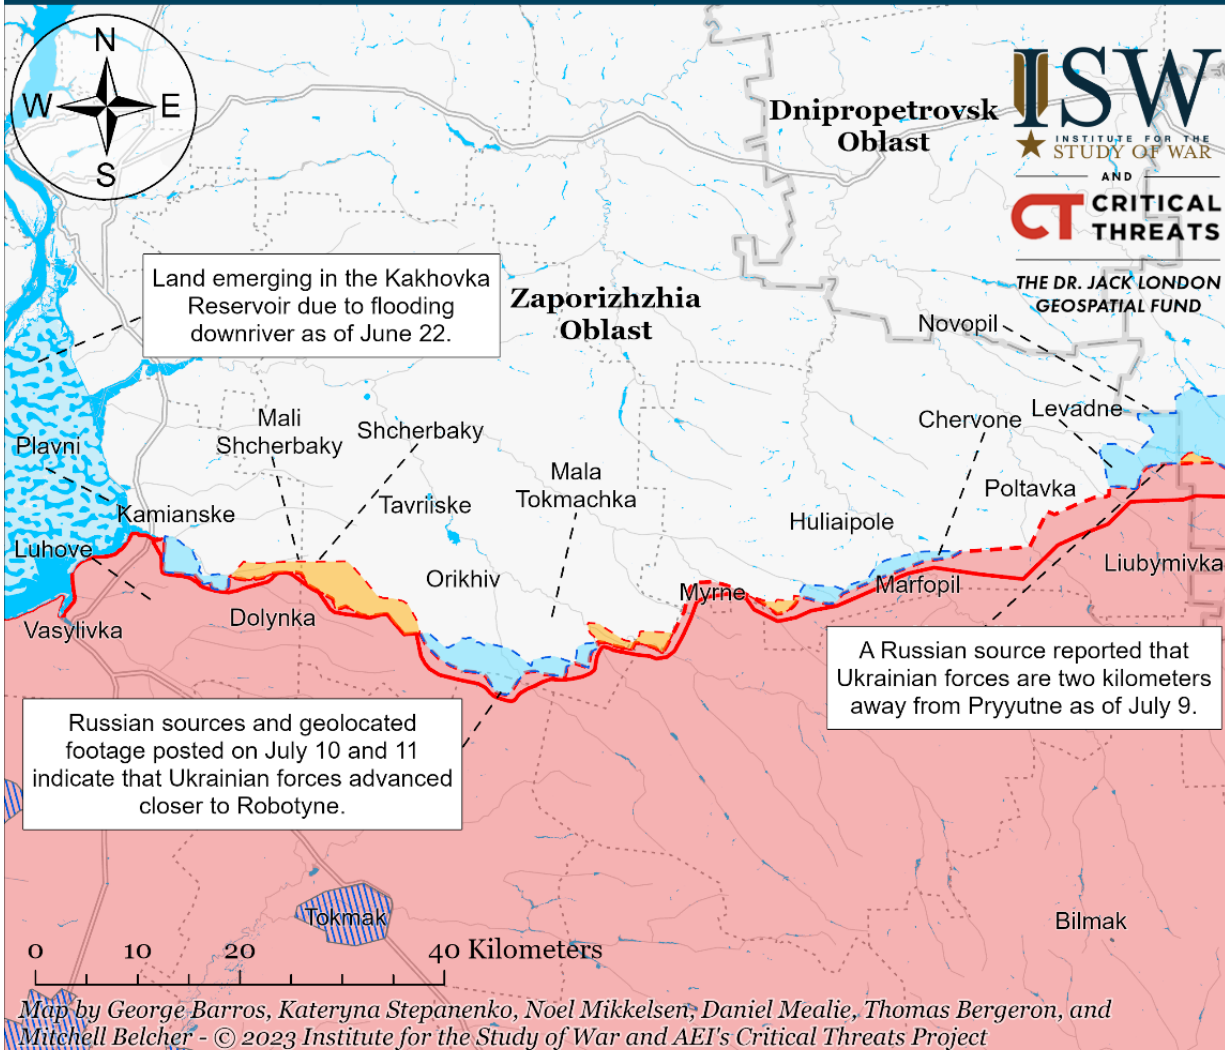 N
W
E
S
Dnipropetrovsk
Oblast
ISW
INSTITUTE FOR THE
STUDY OF WAR
AND
CT CRITICAL
THREATS
THE DR. JACK LONDON
GEOSPATIAL FUND
Land emerging in the Kakhovka
Reservoir due to flooding
downriver as of June 22.
Zaporizhzhia
Oblast
Novopil
Levadne
Chervone
Mali
Shcherbaky
Shcherbaky
Plavni
Mala
Tokmachka
Poltavka
Tavriiske
Kamianske
Huliaipole
Luhove
Liubymivka
Orikhiv
Marfopil
Myrne
Dolynka
Vasylivka
A Russian source reported that
Ukrainian forces are two kilometers
away from Pryyutne as of July 9.
Russian sources and geolocated
footage posted on July 10 and 11
indicate that Ukrainian forces advanced
closer to Robotyne.
Tokmak
Bilmak
0 10 20 40 Kilometers
Map by George Barros, Kateryna Stepanenko, Noel Mikkelsen, Daniel Mealie, Thomas Bergeron, and
Mitchell Belcher - © 2023 Institute for the Study of War and AEI's Critical Threats Project